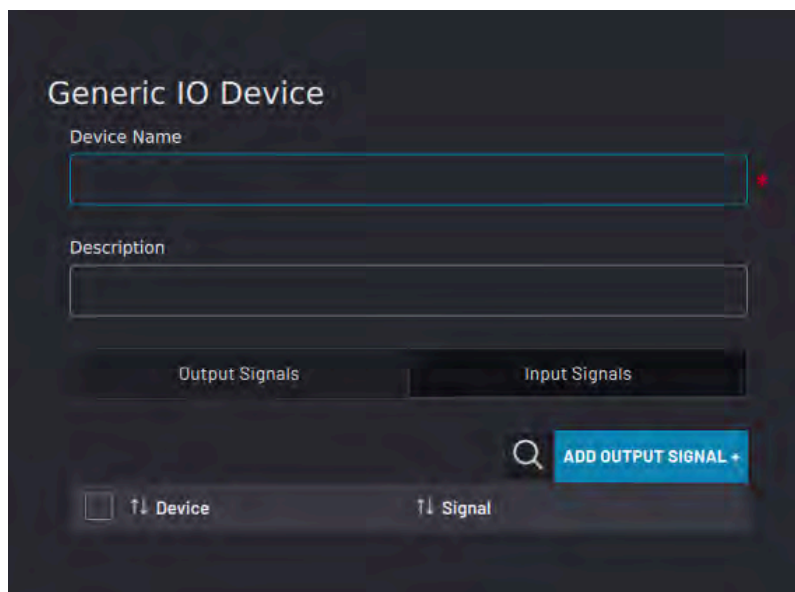 Generic IO Device
Device Name
*
Description
Output Signals Input Signals
ADD OUTPUT SIGNAL +
↑↓ Device ↑↓ Signal